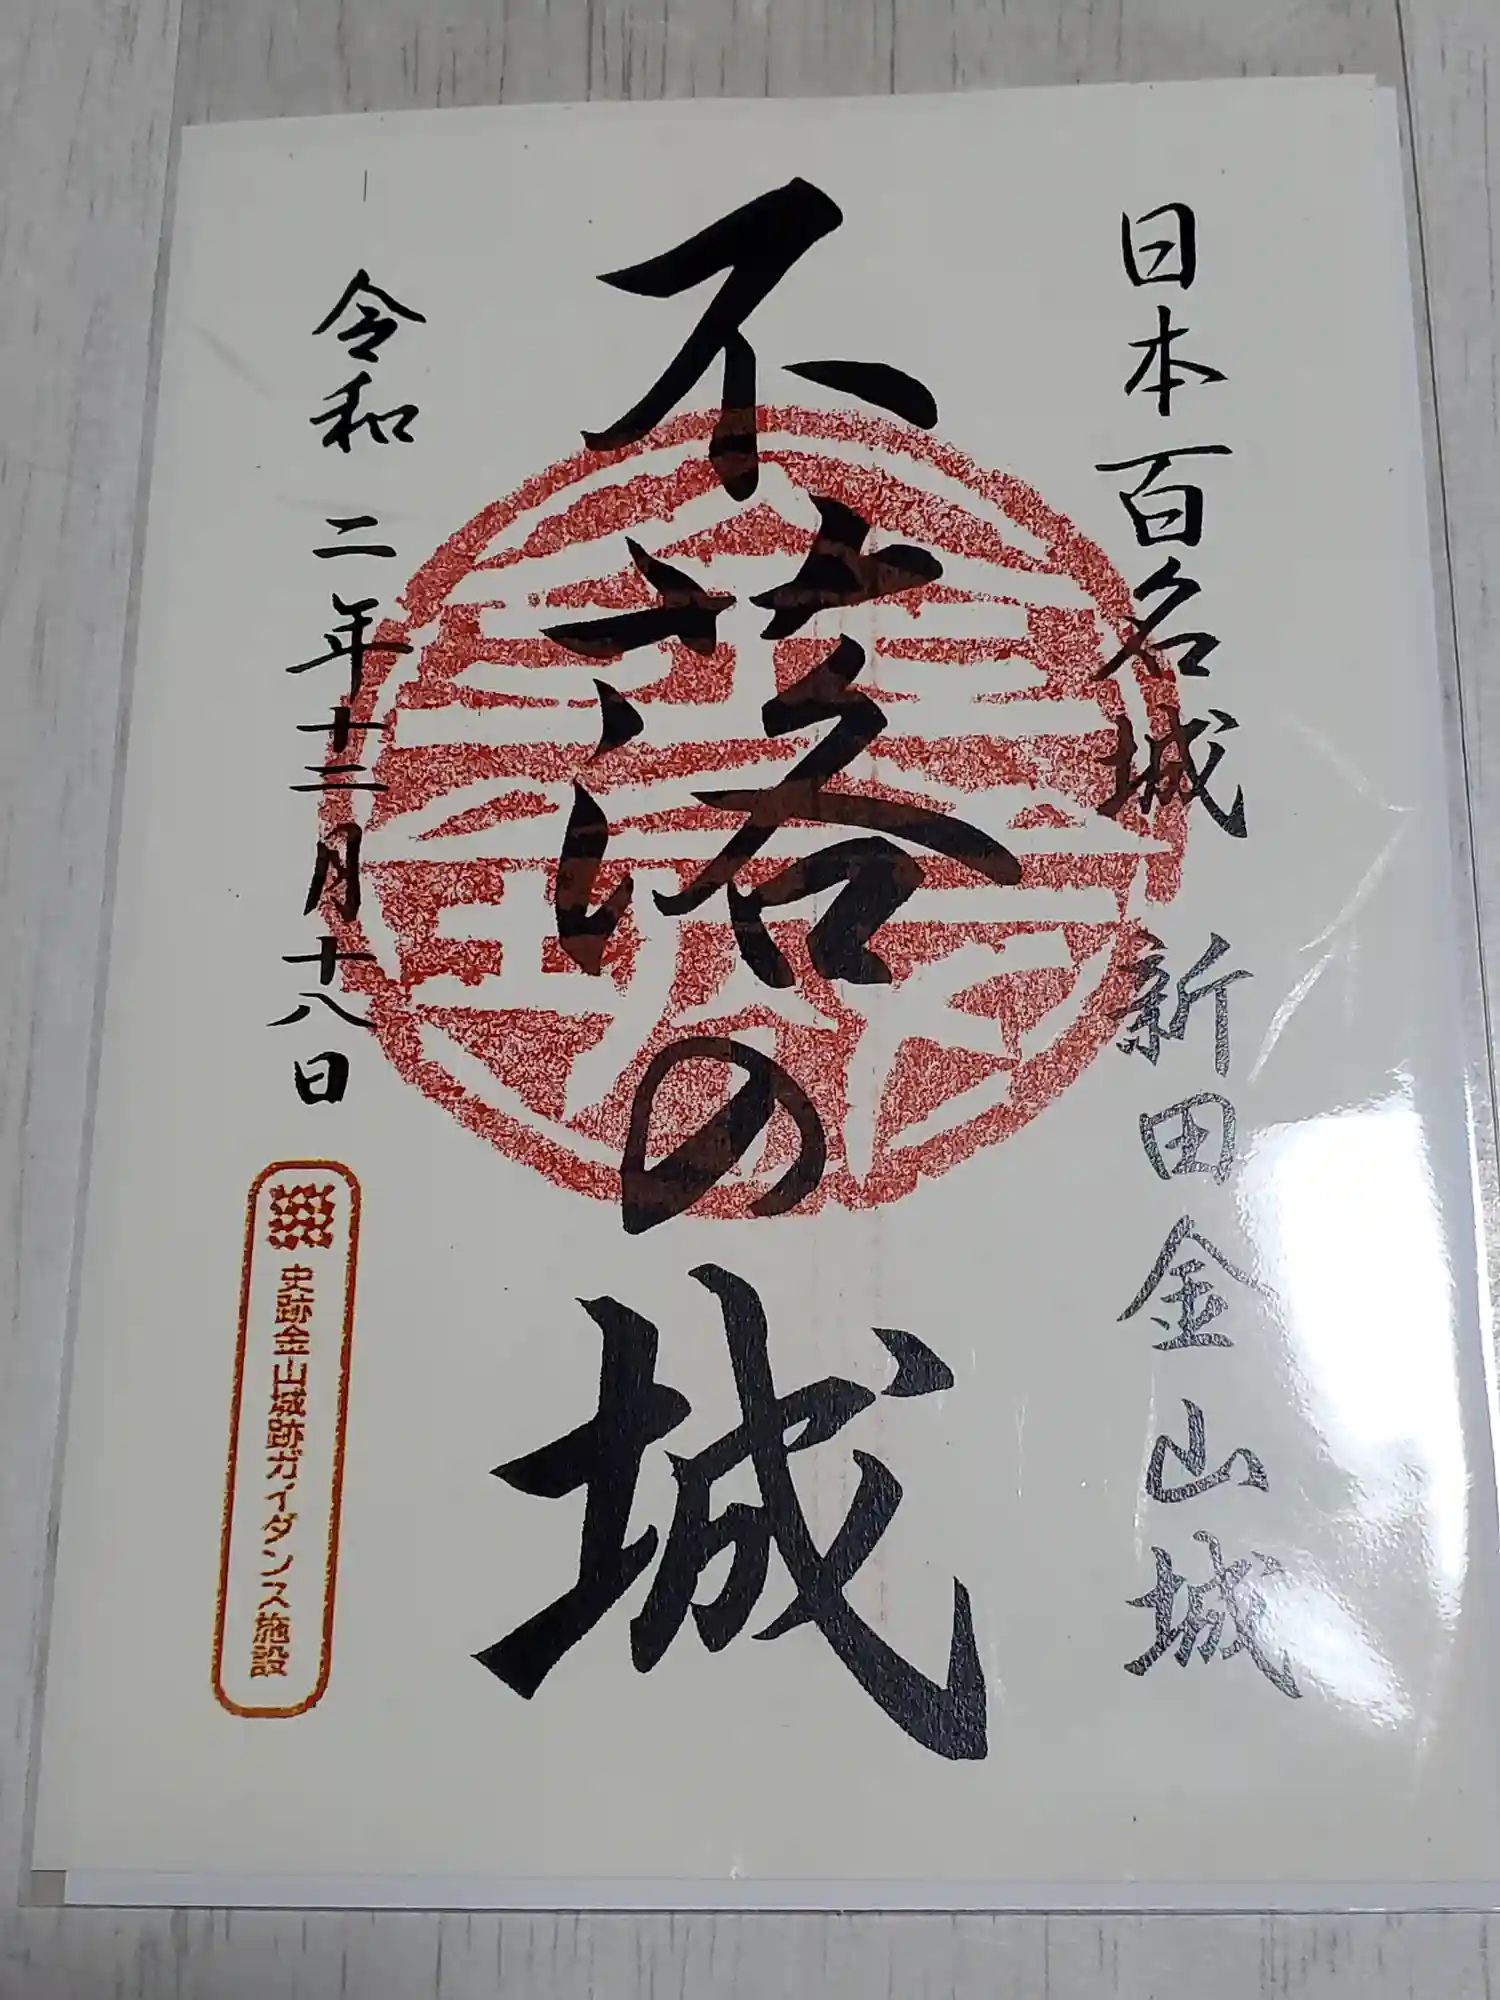 日本百名城 新田金山城
不落の城
令和 二年十二月十八日
史跡金山城跡ガイダンス施設